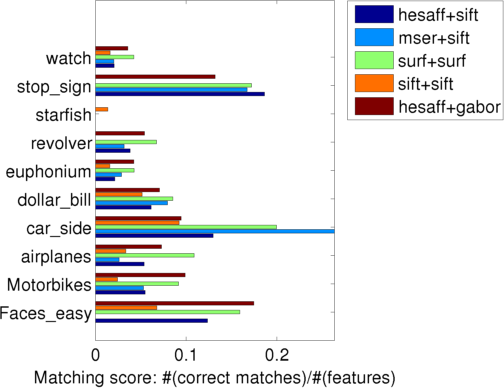 hesaff+sift
mser+sift
surf+surf
sift+sift
hesaff+gabor
watch
stop_sign
starfish
revolver
euphonium
dollar_bill
car_side
airplanes
Motorbikes
Faces_easy
0 0.1 0.2
Matching score: #(correct matches)/#(features)